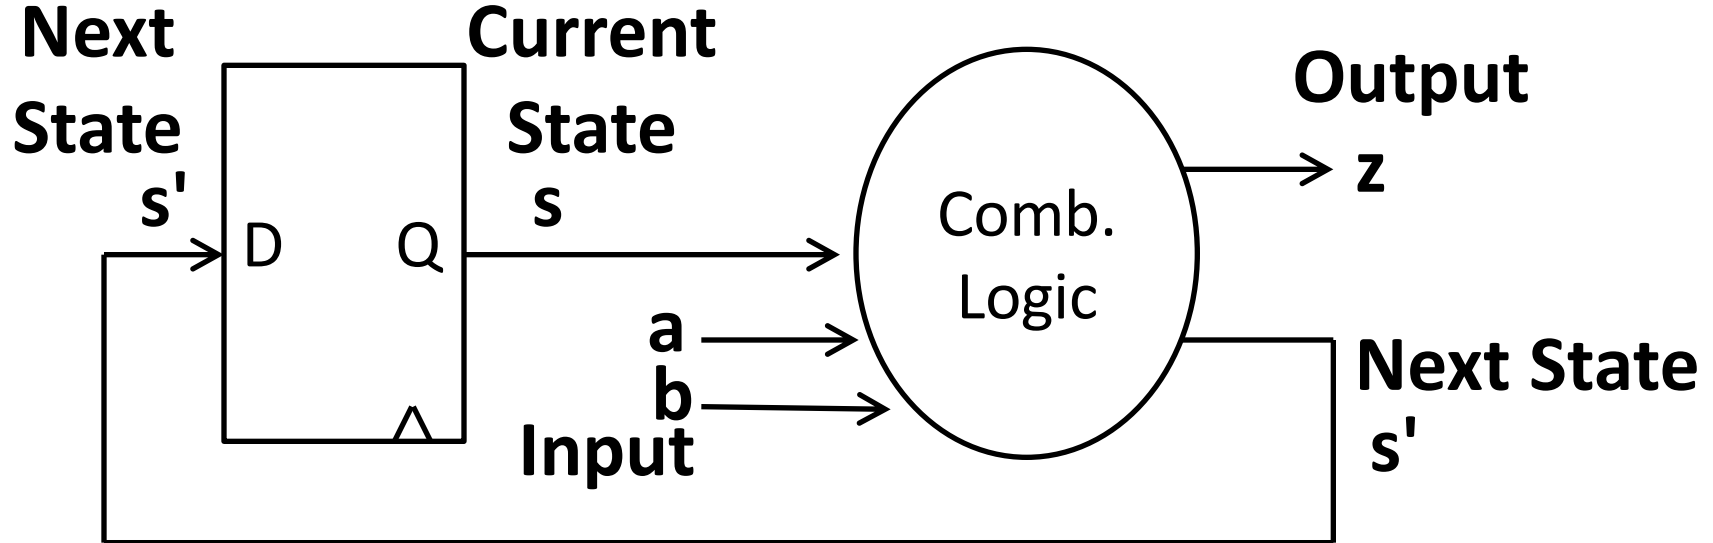 Next
State
s'
D
Q
Current
State
s
a
b
Input
Comb.
Logic
Output
z
Next State
s'